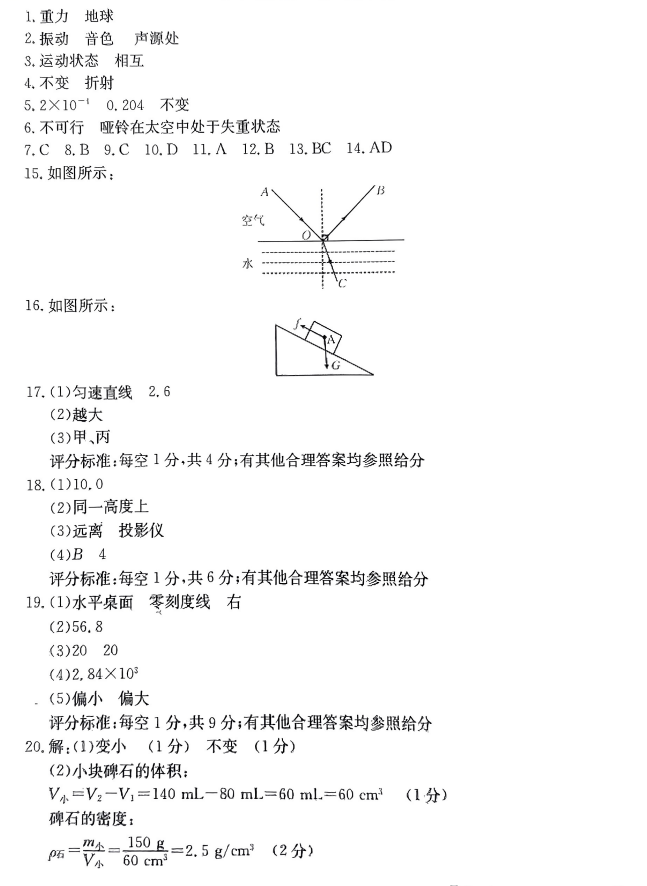 1.重力 地球
2.振动 音色 声源处
3.运动状态 相互
4.不变 折射
5.2×10⁻¹ 0.204 不变
6.不可行 哑铃在太空中处于失重状态
7.C 8.B 9.C 10.D 11.A 12.B 13.BC 14.AD
15.如图所示：
A B
空气
O
水
C
16.如图所示：
f
A
G
17.(1)匀速直线 2.6
(2)越大
(3)甲、丙
评分标准：每空1分，共4分；有其他合理答案均参照给分
18.(1)10.0
(2)同一高度上
(3)远离 投影仪
(4)B 4
评分标准：每空1分，共6分；有其他合理答案均参照给分
19.(1)水平桌面 零刻度线 右
(2)56.8
(3)20 20
(4)2.84×10³
(5)偏小 偏大
评分标准：每空1分，共9分；有其他合理答案均参照给分
20.解：(1)变小 （1分） 不变 （1分）
(2)小块碑石的体积：
V小=V₂−V₁=140 mL−80 mL=60 mL=60 cm³ （1分）
碑石的密度：
ρ石=m小/V小=150 g/60 cm³=2.5 g/cm³ （2分）